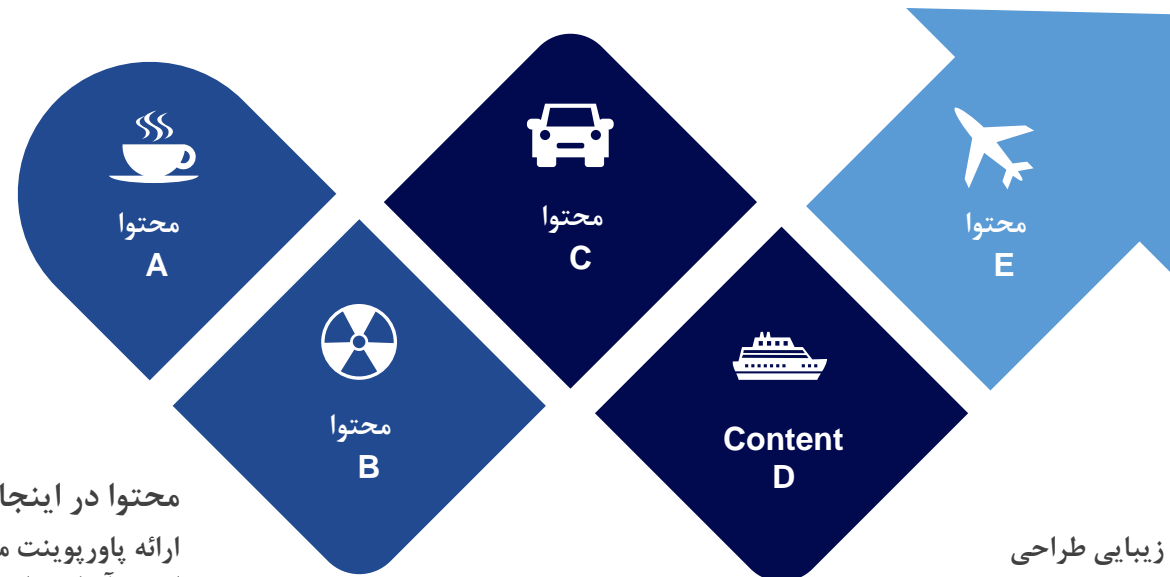 محتوا
A
محتوا
B
محتوا
C
Content
D
محتوا
E
محتوا در اینجا
ارائه پاورپوینت
زیبایی طراحی